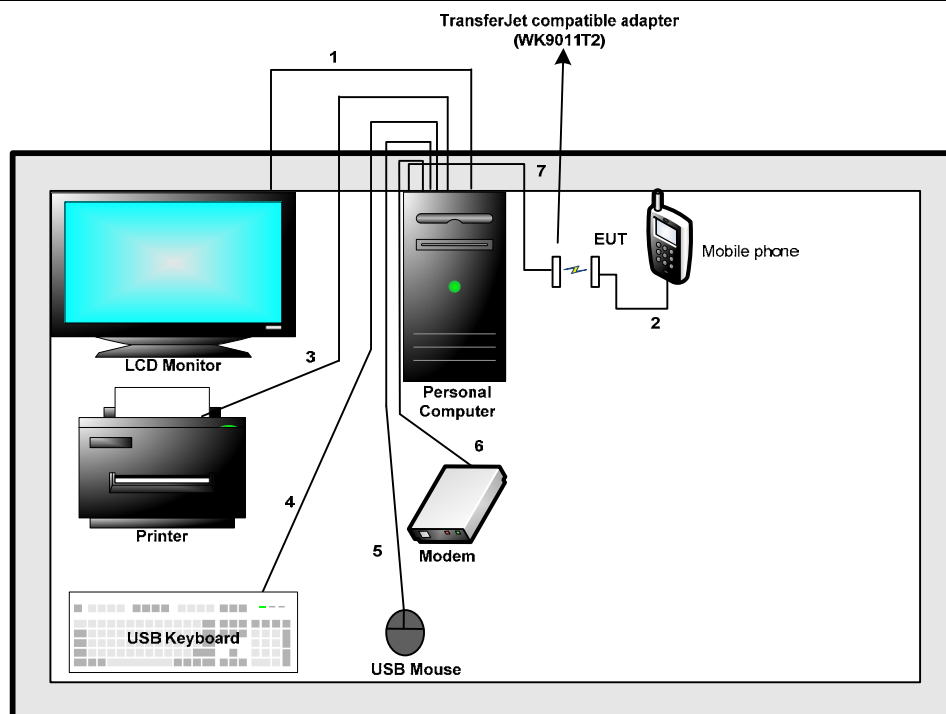 TransferJet compatible adapter
(WK9011T2)
1
7
EUT
Mobile phone
2
LCD Monitor
3
Personal
Computer
6
4
Printer
5
Modem
USB Keyboard
USB Mouse